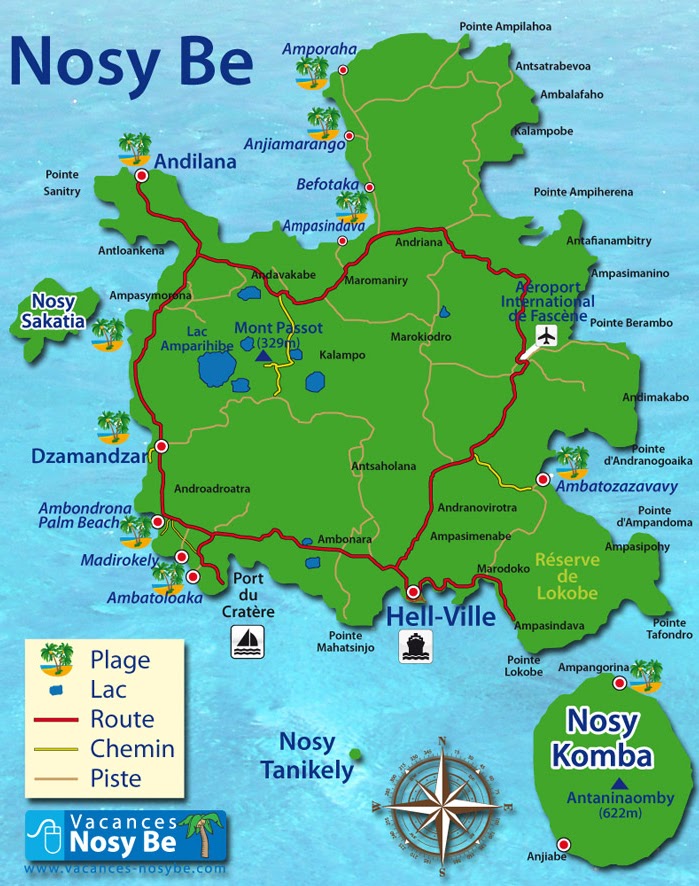 Nosy Be
Pointe Ampilahoa
Amporaha
Antsatrabevoa
Ambalafaho
Kalampobe
Anjiamarango
Andilana
Pointe
Sanitry
Befotaka
Pointe Ampiherena
Ampasindava
Andriana
Antafianambitry
Antloankena
Andavakabe
Maromaniry
Ampasimanino
Aéroport
International
de Fascène
Nosy
Sakatia
Ampasymorona
Pointe Berambo
Lac
Amparihibe
Mont Passot
(329m)
Kalampo
Marokiodro
Andimakabo
Dzamandzar
Antsaholana
Pointe
d'Andranogoaika
Ambatozazavavy
Androadroatra
Andranovirotra
Ambondrona
Palm Beach
Pointe
d'Ampandoma
Ambonara
Ampasimenabe
Ampasipohy
Madirokely
Marodoko
Réserve
de
Lokobe
Ambatoloaka
Port
du
Cratère
Hell-Ville
Ampasindava
Pointe
Tafondro
Pointe
Mahatsinjo
Pointe
Lokobe
Ampangorina
Plage
Lac
Route
Chemin
Piste
Nosy
Tanikely
N
E
S
Nosy
Komba
Antaninaomby
(622m)
Anjiabe
Vacances
Nosy Be
www.vacances-nosybe.com